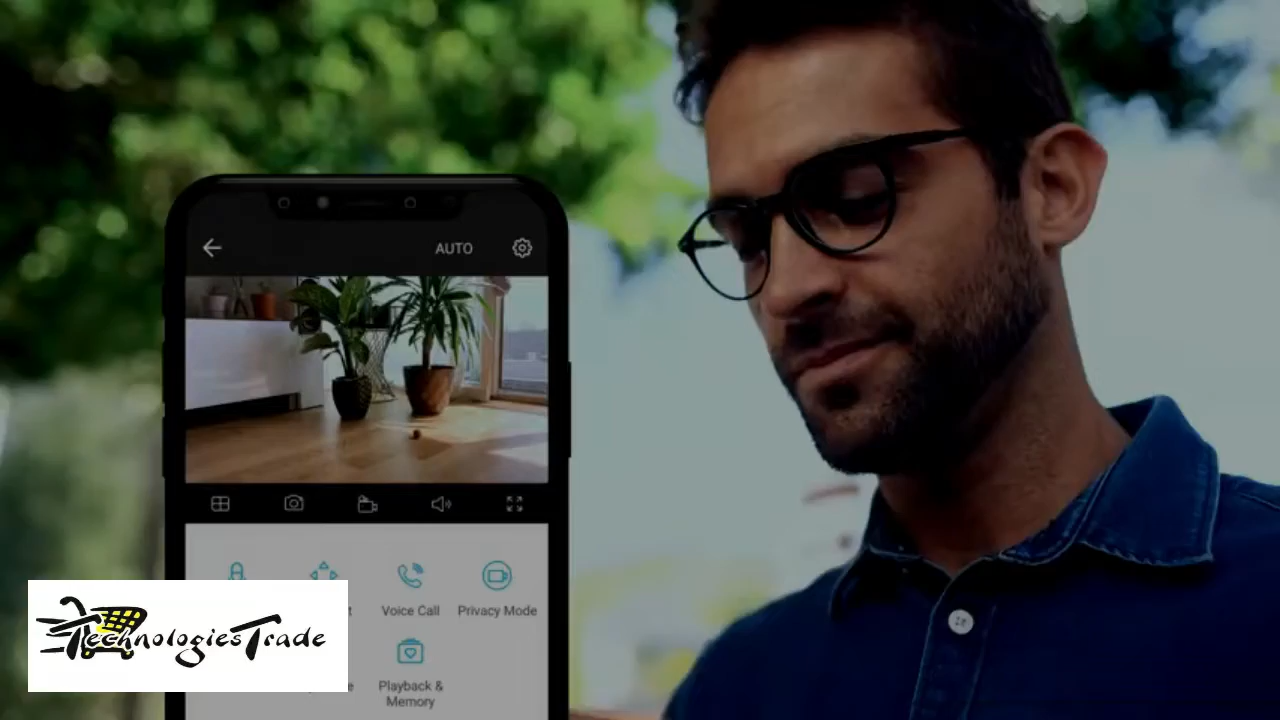 AUTO
Voice Call
Privacy Mode
Playback &
Memory
TechnologiesTrade